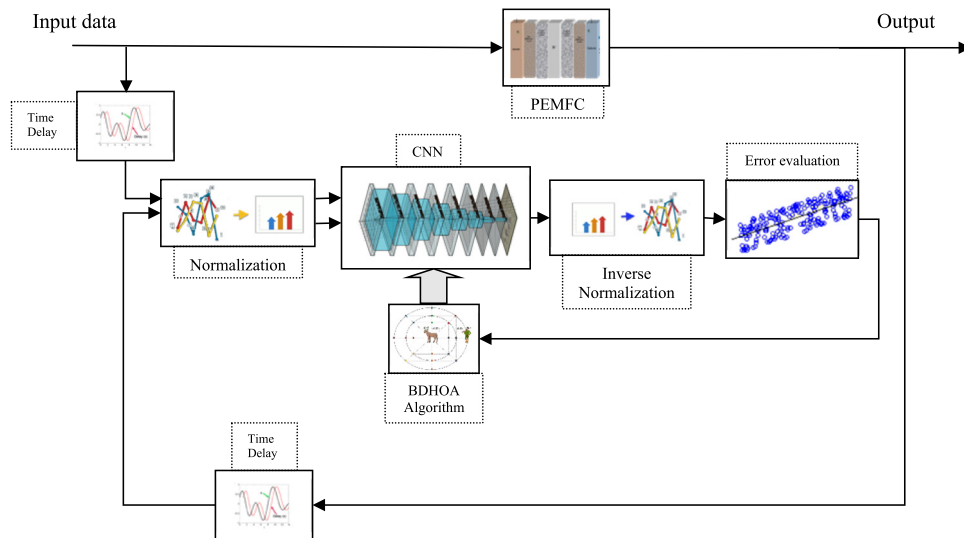 Input data
Output
PEMFC
Time
Delay
CNN
Error evaluation
Normalization
Inverse
Normalization
BDHOA
Algorithm
Time
Delay